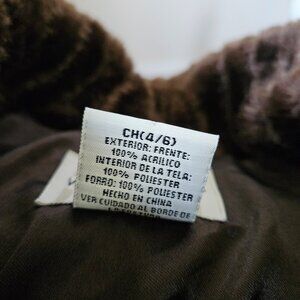 CH(4/6)
EXTERIOR: FRENTE:
100% ACRILICO
INTERIOR DE LA TELA:
100% POLIESTER
FORRO: 100% POLIESTER
HECHO EN CHINA
VER CUIDADO AL BORDE DE